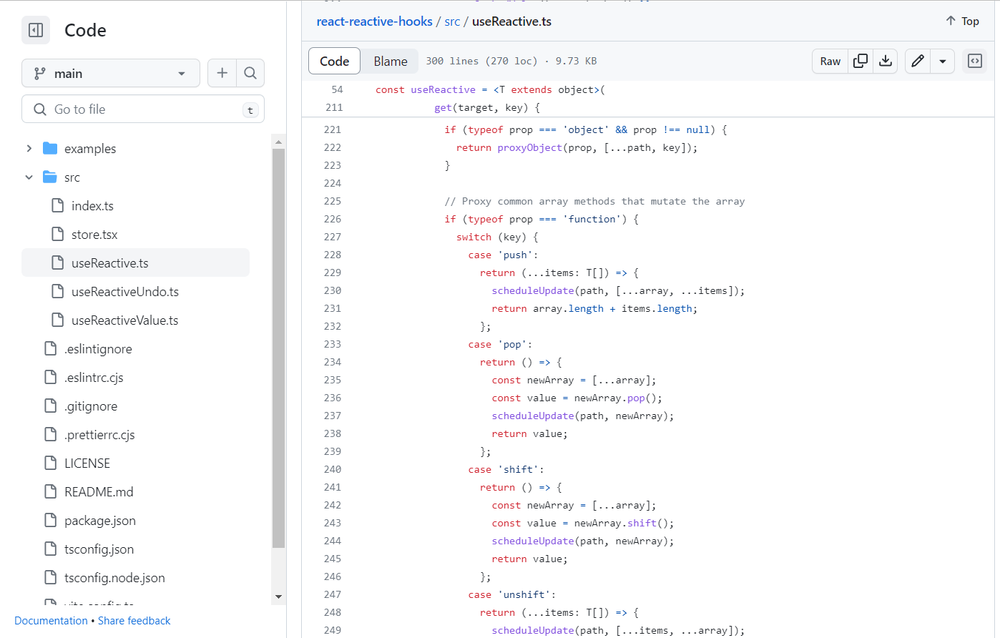 Code
main
Go to file
t
examples
src
index.ts
store.tsx
useReactive.ts
useReactiveUndo.ts
useReactiveValue.ts
.eslintignore
.eslintrc.cjs
.gitignore
.prettierrc.cjs
LICENSE
README.md
package.json
tsconfig.json
tsconfig.node.json
Documentation • Share feedback
react-reactive-hooks / src / useReactive.ts
Top
Code Blame 300 lines (270 loc) · 9.73 KB
Raw
54 const useReactive = <T extends object>(
211 get(target, key) {
221 if (typeof prop === 'object' && prop !== null) {
222 return proxyObject(prop, [...path, key]);
223 }
224
225 // Proxy common array methods that mutate the array
226 if (typeof prop === 'function') {
227 switch (key) {
228 case 'push':
229 return (...items: T[]) => {
230 scheduleUpdate(path, [...array, ...items]);
231 return array.length + items.length;
232 };
233 case 'pop':
234 return () => {
235 const newArray = [...array];
236 const value = newArray.pop();
237 scheduleUpdate(path, newArray);
238 return value;
239 };
240 case 'shift':
241 return () => {
242 const newArray = [...array];
243 const value = newArray.shift();
244 scheduleUpdate(path, newArray);
245 return value;
246 };
247 case 'unshift':
248 return (...items: T[]) => {
249 scheduleUpdate(path, [...items, ...array]);